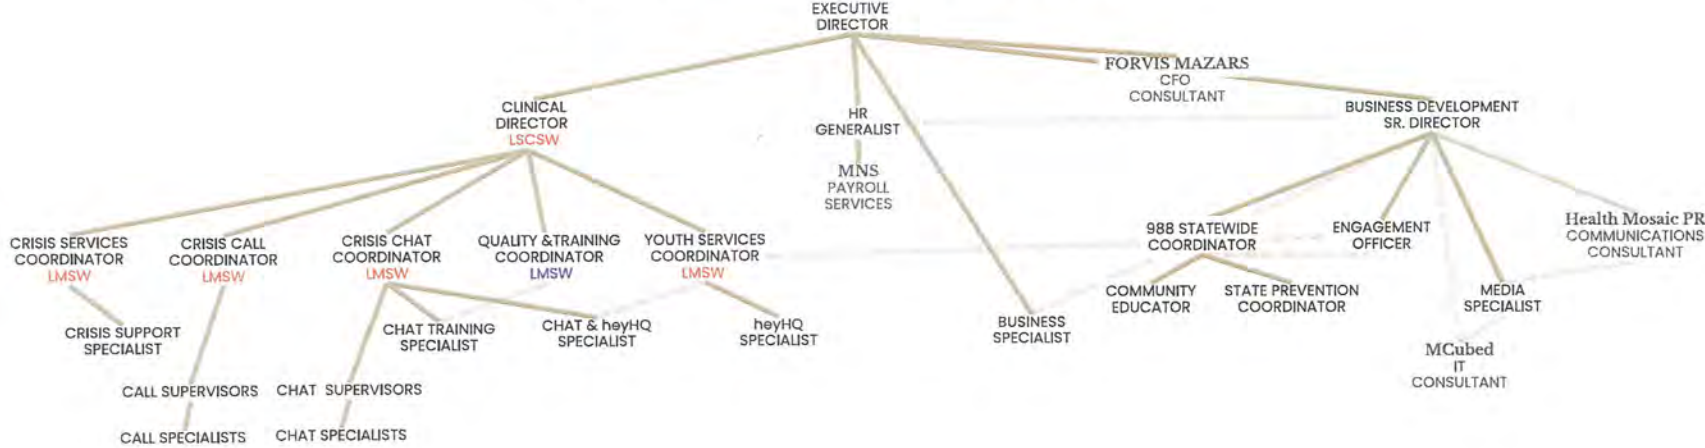 EXECUTIVE
DIRECTOR
FORVIS MAZARS
CFO
CONSULTANT
CLINICAL
DIRECTOR
LSCSW
HR
GENERALIST
BUSINESS DEVELOPMENT
SR. DIRECTOR
MNS
PAYROLL
SERVICES
CRISIS SERVICES
COORDINATOR
LMSW
CRISIS CALL
COORDINATOR
LMSW
CRISIS CHAT
COORDINATOR
LMSW
QUALITY &TRAINING
COORDINATOR
LMSW
YOUTH SERVICES
COORDINATOR
LMSW
988 STATEWIDE
COORDINATOR
ENGAGEMENT
OFFICER
Health Mosaic PR
COMMUNICATIONS
CONSULTANT
COMMUNITY
EDUCATOR
STATE PREVENTION
COORDINATOR
MEDIA
SPECIALIST
CRISIS SUPPORT
SPECIALIST
CHAT TRAINING
SPECIALIST
CHAT & heyHQ
SPECIALIST
heyHQ
SPECIALIST
BUSINESS
SPECIALIST
MCubed
IT
CONSULTANT
CALL SUPERVISORS
CHAT SUPERVISORS
CALL SPECIALISTS
CHAT SPECIALISTS